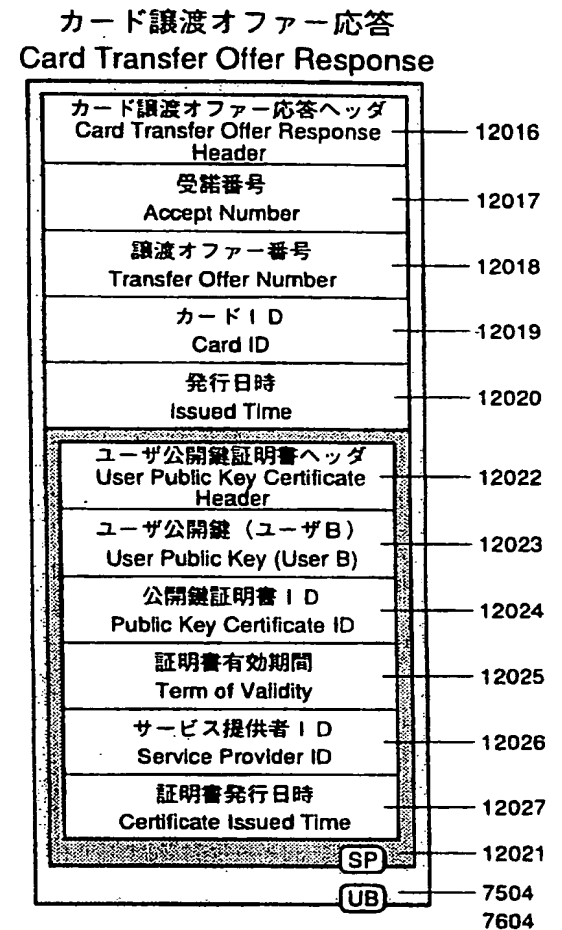 カード譲渡オファー応答
Card Transfer Offer Response
カード譲渡オファー応答ヘッダ
Card Transfer Offer Response
Header
12016
受諾番号
Accept Number
12017
譲渡オファー番号
Transfer Offer Number
12018
カードID
Card ID
12019
発行日時
Issued Time
12020
ユーザ公開鍵証明書ヘッダ
User Public Key Certificate
Header
12022
ユーザ公開鍵（ユーザB）
User Public Key (User B)
12023
公開鍵証明書ID
Public Key Certificate ID
12024
証明書有効期間
Term of Validity
12025
サービス提供者ID
Service Provider ID
12026
証明書発行日時
Certificate Issued Time
12027
SP
12021
UB
7504
7604